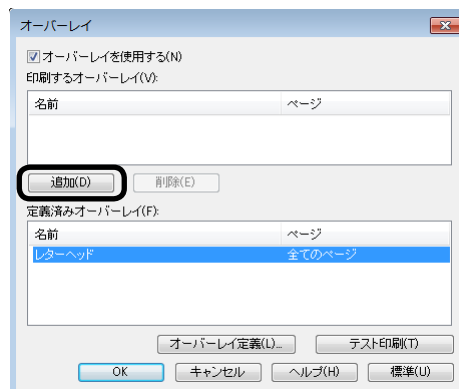 オーバーレイ
オーバーレイを使用する(N)
印刷するオーバーレイ(V):
名前 ページ
追加(D) 削除(E)
定義済みオーバーレイ(F):
名前 ページ
レターヘッド 全てのページ
オーバーレイ定義(L)... テスト印刷(T)
OK キャンセル ヘルプ(H) 標準(U)